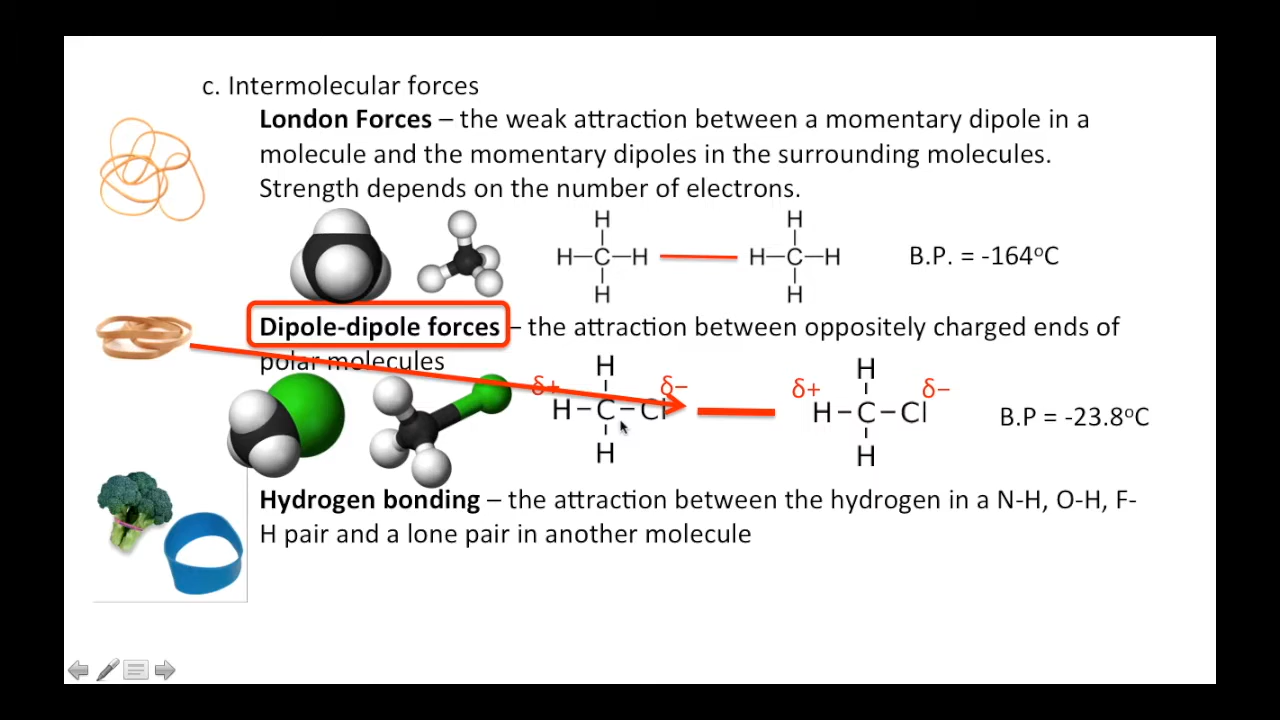 c. Intermolecular forces
London Forces – the weak attraction between a momentary dipole in a
molecule and the momentary dipoles in the surrounding molecules.
Strength depends on the number of electrons.
H H
H–C–H H–C–H B.P. = -164°C
H H
Dipole-dipole forces – the attraction between oppositely charged ends of
polar molecules
H H
δ+ δ− δ+ δ−
H–C–Cl H–C–Cl B.P = -23.8°C
H H
Hydrogen bonding – the attraction between the hydrogen in a N-H, O-H, F-
H pair and a lone pair in another molecule